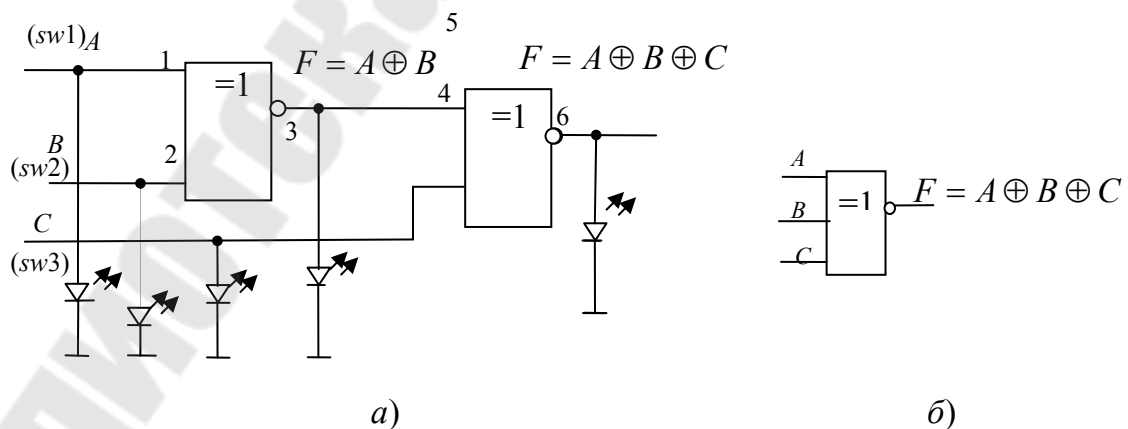 5
(sw1) A
1
=1
F = A ⊕ B
F = A ⊕ B ⊕ C
3
4
=1
6
B
2
(sw2)
C
(sw3)
A
B
C
=1
F = A ⊕ B ⊕ C
а)
б)